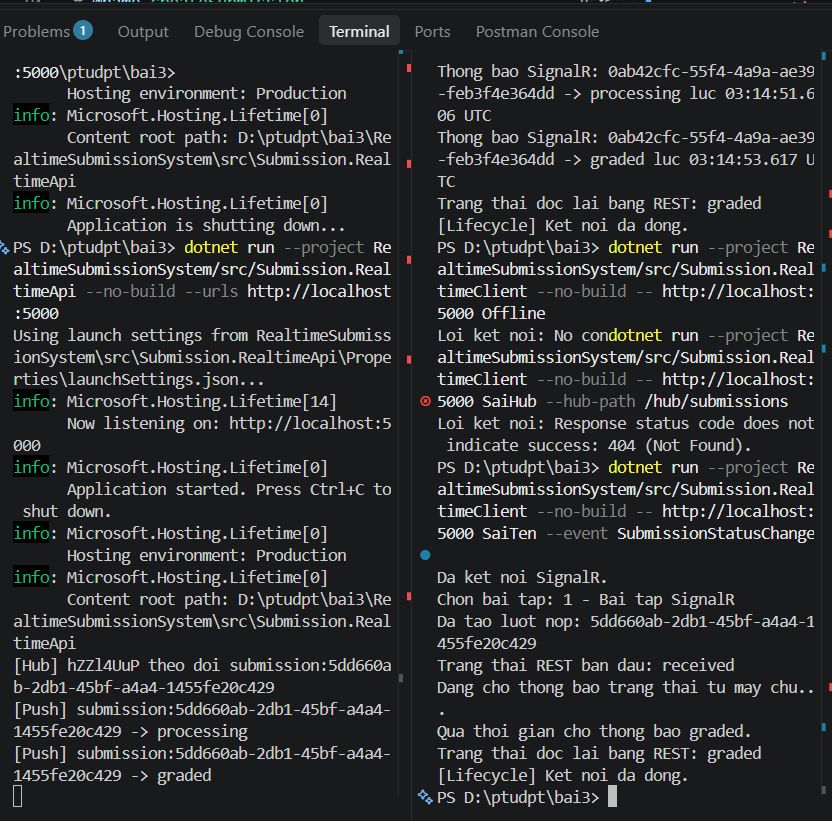 Problems 1 Output Debug Console Terminal Ports Postman Console
:5000\ptudpt\bai3>
Hosting environment: Production
info: Microsoft.Hosting.Lifetime[0]
Content root path: D:\ptudpt\bai3\Re
altimeSubmissionSystem\src\Submission.Real
timeApi
info: Microsoft.Hosting.Lifetime[0]
Application is shutting down...
PS D:\ptudpt\bai3> dotnet run --project Re
altimeSubmissionSystem/src/Submission.Real
timeApi --no-build --urls http://localhost
:5000
Using launch settings from RealtimeSubmiss
ionSystem\src\Submission.RealtimeApi\Prope
rties\launchSettings.json...
info: Microsoft.Hosting.Lifetime[14]
Now listening on: http://localhost:5
000
info: Microsoft.Hosting.Lifetime[0]
Application started. Press Ctrl+C to
shut down.
info: Microsoft.Hosting.Lifetime[0]
Hosting environment: Production
info: Microsoft.Hosting.Lifetime[0]
Content root path: D:\ptudpt\bai3\Re
altimeSubmissionSystem\src\Submission.Real
timeApi
[Hub] hZZl4UuP theo doi submission:5dd660a
b-2db1-45bf-a4a4-1455fe20c429
[Push] submission:5dd660ab-2db1-45bf-a4a4-
1455fe20c429 -> processing
[Push] submission:5dd660ab-2db1-45bf-a4a4-
1455fe20c429 -> graded
Thong bao SignalR: 0ab42cfc-55f4-4a9a-ae39
-feb3f4e364dd -> processing luc 03:14:51.6
06 UTC
Thong bao SignalR: 0ab42cfc-55f4-4a9a-ae39
-feb3f4e364dd -> graded luc 03:14:53.617 U
TC
Trang thai doc lai bang REST: graded
[Lifecycle] Ket noi da dong.
PS D:\ptudpt\bai3> dotnet run --project Re
altimeSubmissionSystem/src/Submission.Real
timeClient --no-build -- http://localhost:
5000 Offline
Loi ket noi: No condotnet run --project Re
altimeSubmissionSystem/src/Submission.Real
timeClient --no-build -- http://localhost:
5000 SaiHub --hub-path /hub/submissions
Loi ket noi: Response status code does not
indicate success: 404 (Not Found).
PS D:\ptudpt\bai3> dotnet run --project Re
altimeSubmissionSystem/src/Submission.Real
timeClient --no-build -- http://localhost:
5000 SaiTen --event SubmissionStatusChange
Da ket noi SignalR.
Chon bai tap: 1 - Bai tap SignalR
Da tao luot nop: 5dd660ab-2db1-45bf-a4a4-1
455fe20c429
Trang thai REST ban dau: received
Dang cho thong bao trang thai tu may chu..
.
Qua thoi gian cho thong bao graded.
Trang thai doc lai bang REST: graded
[Lifecycle] Ket noi da dong.
PS D:\ptudpt\bai3>